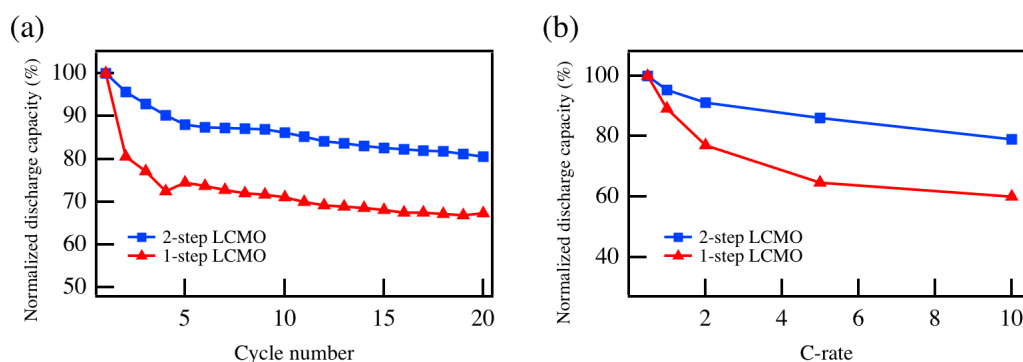 (a)
Normalized discharge capacity (%)
100
90
80
70
60
50
2-step LCMO
1-step LCMO
5
10
15
20
Cycle number
(b)
Normalized discharge capacity (%)
100
80
60
40
2-step LCMO
1-step LCMO
2
4
6
8
10
C-rate